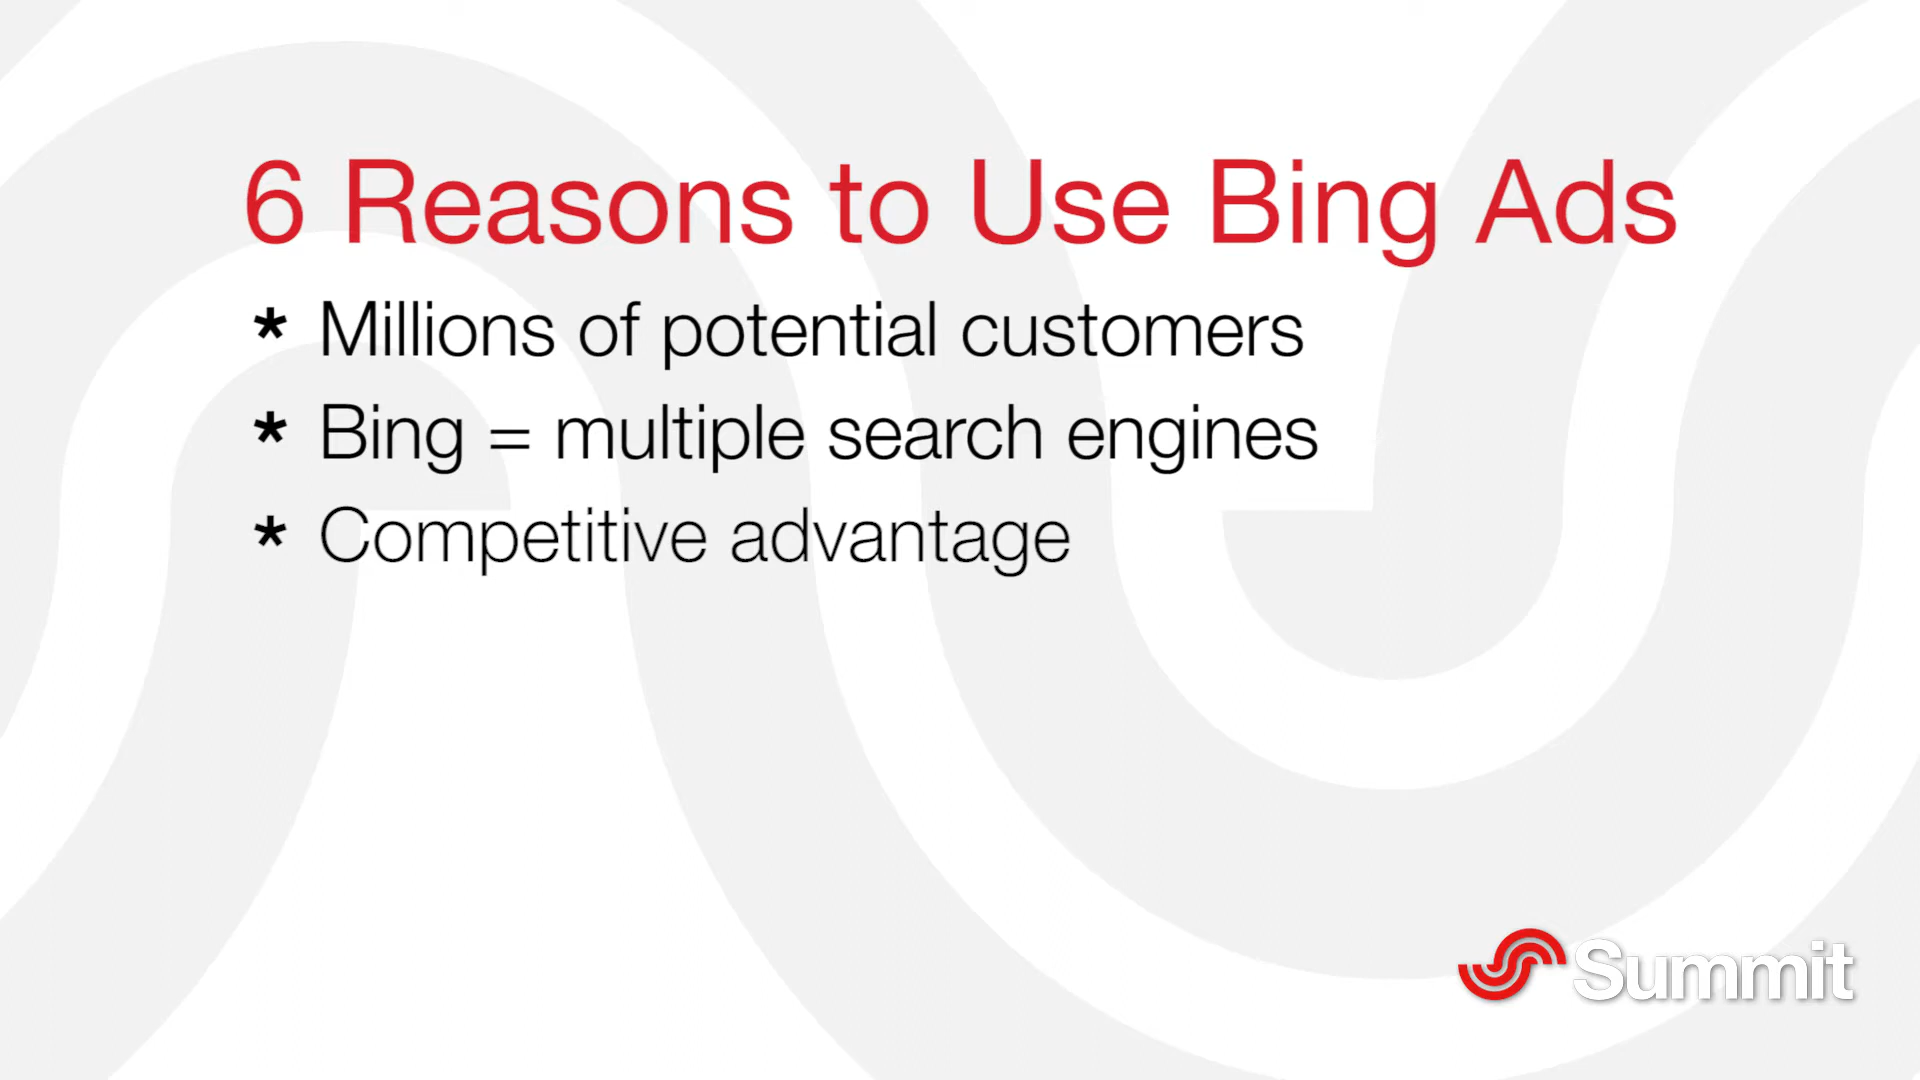 6 Reasons to Use Bing Ads
* Millions of potential customers
* Bing = multiple search engines
* Competitive advantage
Summit